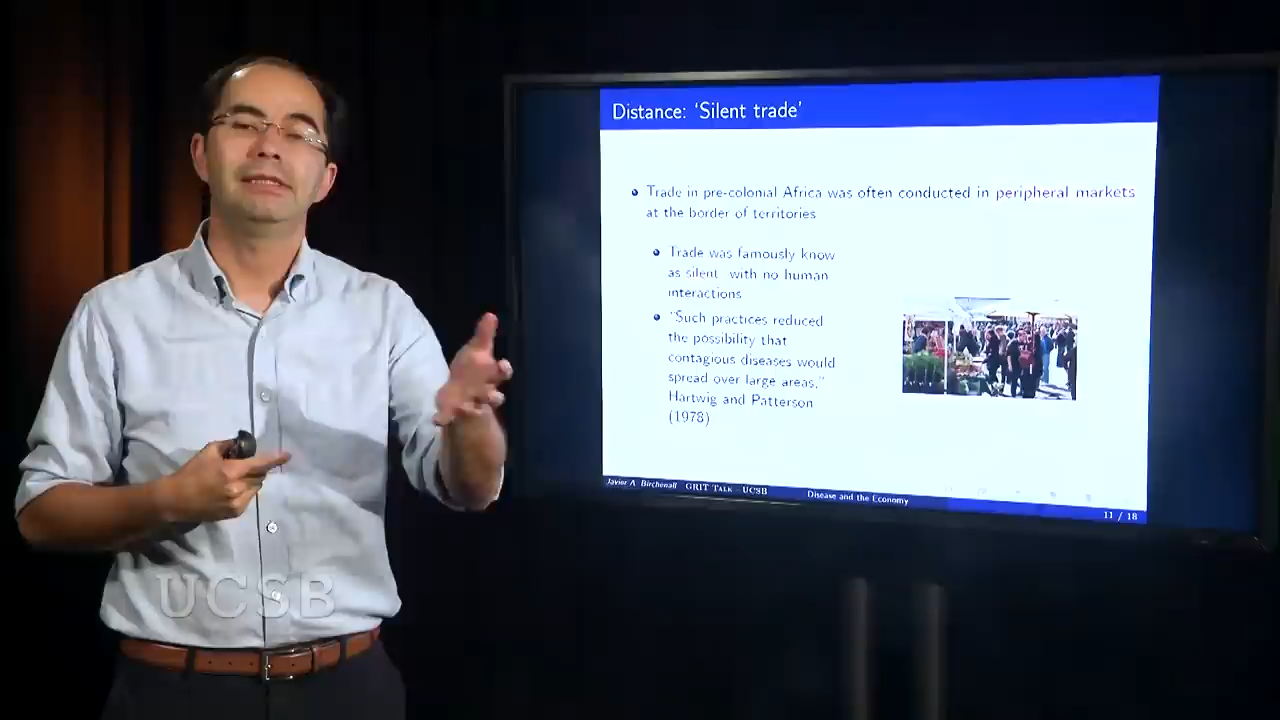 Distance: 'Silent trade'
Trade in pre-colonial Africa was often conducted in peripheral markets
at the border of territories
Trade was famously know
as silent with no human
interactions
"Such practices reduced
the possibility that
contagious diseases would
spread over large areas,"
Hartwig and Patterson
(1978)
Javier A. Birchenall GRIT Talk - UCSB Disease and the Economy
11 / 18
UCSB